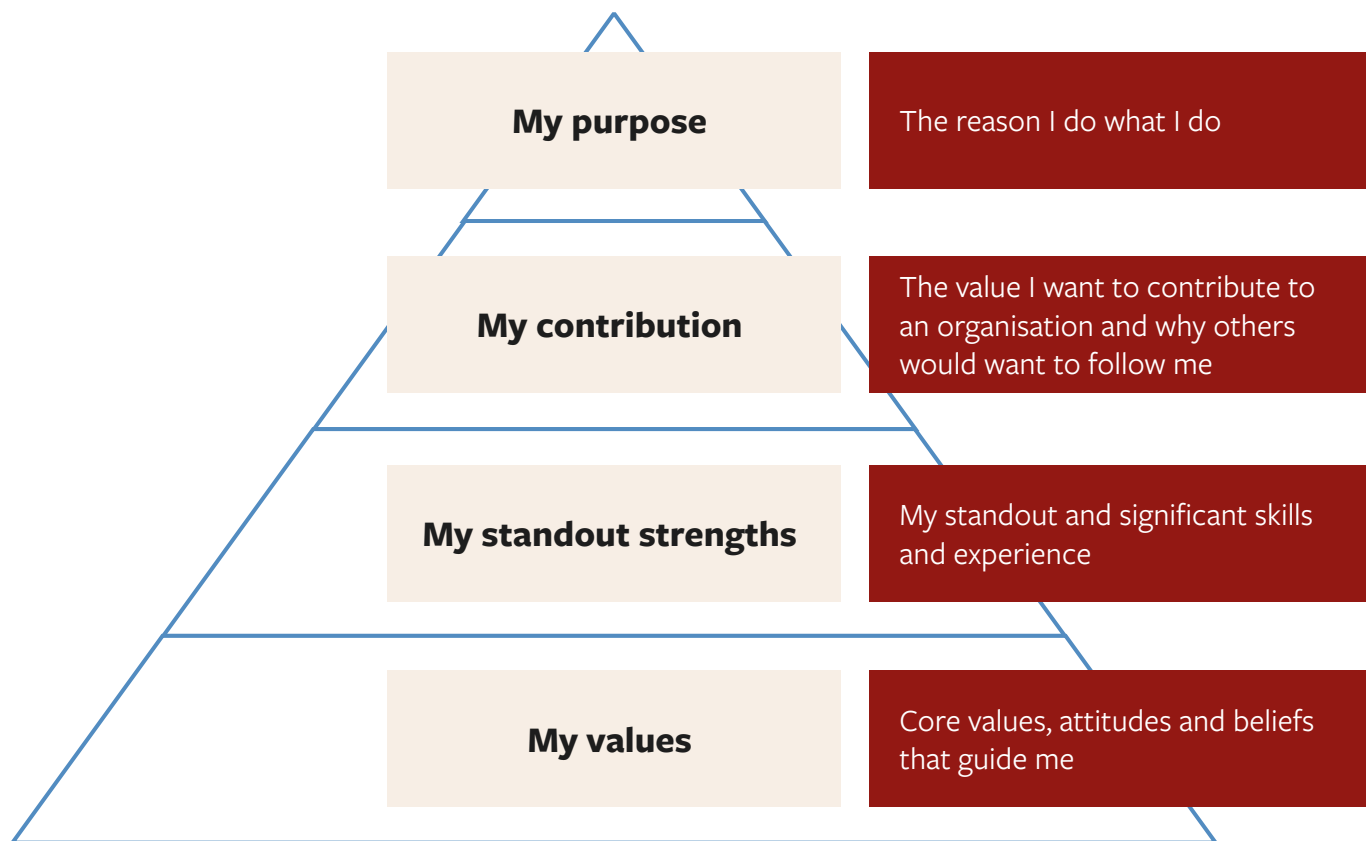 My purpose
The reason I do what I do
My contribution
The value I want to contribute to
an organisation and why others
would want to follow me
My standout strengths
My standout and significant skills
and experience
My values
Core values, attitudes and beliefs
that guide me